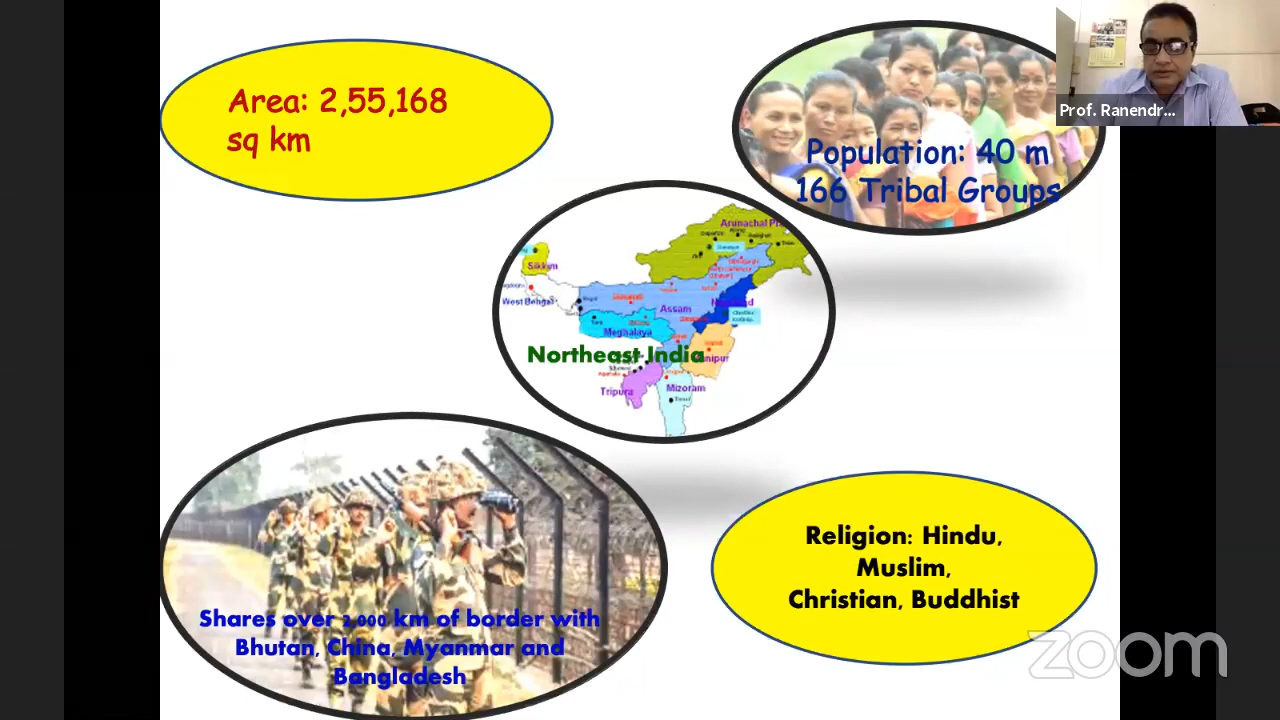 Area: 2,55,168
sq km
Population: 40 m
166 Tribal Groups
Prof. Ranendr...
Arunachal Pr
Sikkim
West Bengal
Assam
Meghalaya
Northeast India
Tripura
Mizoram
Shares over 2,000 km of border with
Bhutan, China, Myanmar and
Bangladesh
Religion: Hindu,
Muslim,
Christian, Buddhist
zoom